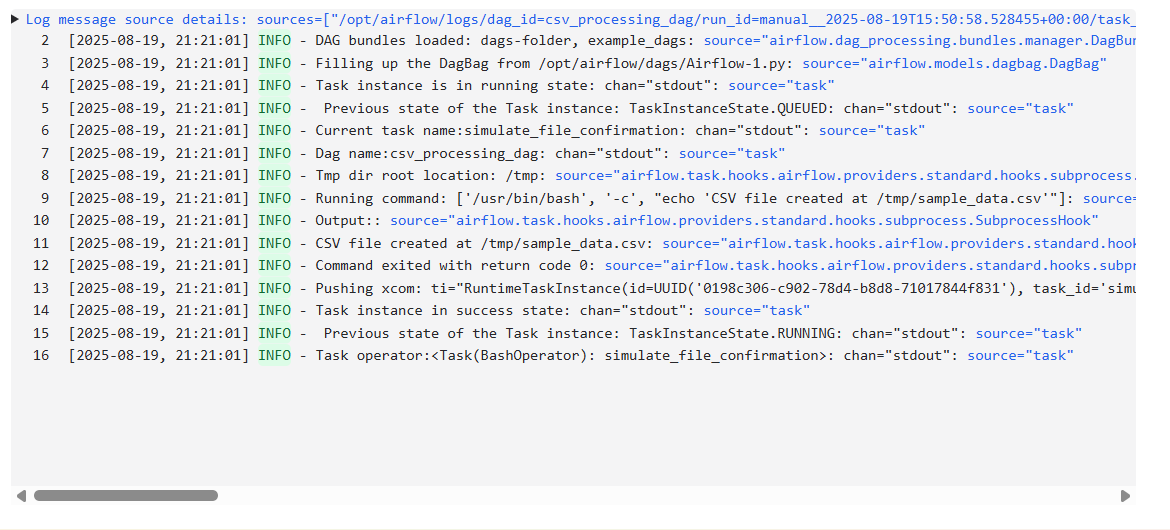 Log message source details: sources=["/opt/airflow/logs/dag_id=csv_processing_dag/run_id=manual__2025-08-19T15:50:58.528455+00:00/task_
2 [2025-08-19, 21:21:01] INFO - DAG bundles loaded: dags-folder, example_dags: source="airflow.dag_processing.bundles.manager.DagBun
3 [2025-08-19, 21:21:01] INFO - Filling up the DagBag from /opt/airflow/dags/Airflow-1.py: source="airflow.models.dagbag.DagBag"
4 [2025-08-19, 21:21:01] INFO - Task instance is in running state: chan="stdout": source="task"
5 [2025-08-19, 21:21:01] INFO -  Previous state of the Task instance: TaskInstanceState.QUEUED: chan="stdout": source="task"
6 [2025-08-19, 21:21:01] INFO - Current task name:simulate_file_confirmation: chan="stdout": source="task"
7 [2025-08-19, 21:21:01] INFO - Dag name:csv_processing_dag: chan="stdout": source="task"
8 [2025-08-19, 21:21:01] INFO - Tmp dir root location: /tmp: source="airflow.task.hooks.airflow.providers.standard.hooks.subprocess.
9 [2025-08-19, 21:21:01] INFO - Running command: ['/usr/bin/bash', '-c', "echo 'CSV file created at /tmp/sample_data.csv'"]: source=
10 [2025-08-19, 21:21:01] INFO - Output:: source="airflow.task.hooks.airflow.providers.standard.hooks.subprocess.SubprocessHook"
11 [2025-08-19, 21:21:01] INFO - CSV file created at /tmp/sample_data.csv: source="airflow.task.hooks.airflow.providers.standard.hook
12 [2025-08-19, 21:21:01] INFO - Command exited with return code 0: source="airflow.task.hooks.airflow.providers.standard.hooks.subpr
13 [2025-08-19, 21:21:01] INFO - Pushing xcom: ti="RuntimeTaskInstance(id=UUID('0198c306-c902-78d4-b8d8-71017844f831'), task_id='simu
14 [2025-08-19, 21:21:01] INFO - Task instance in success state: chan="stdout": source="task"
15 [2025-08-19, 21:21:01] INFO -  Previous state of the Task instance: TaskInstanceState.RUNNING: chan="stdout": source="task"
16 [2025-08-19, 21:21:01] INFO - Task operator:<Task(BashOperator): simulate_file_confirmation>: chan="stdout": source="task"